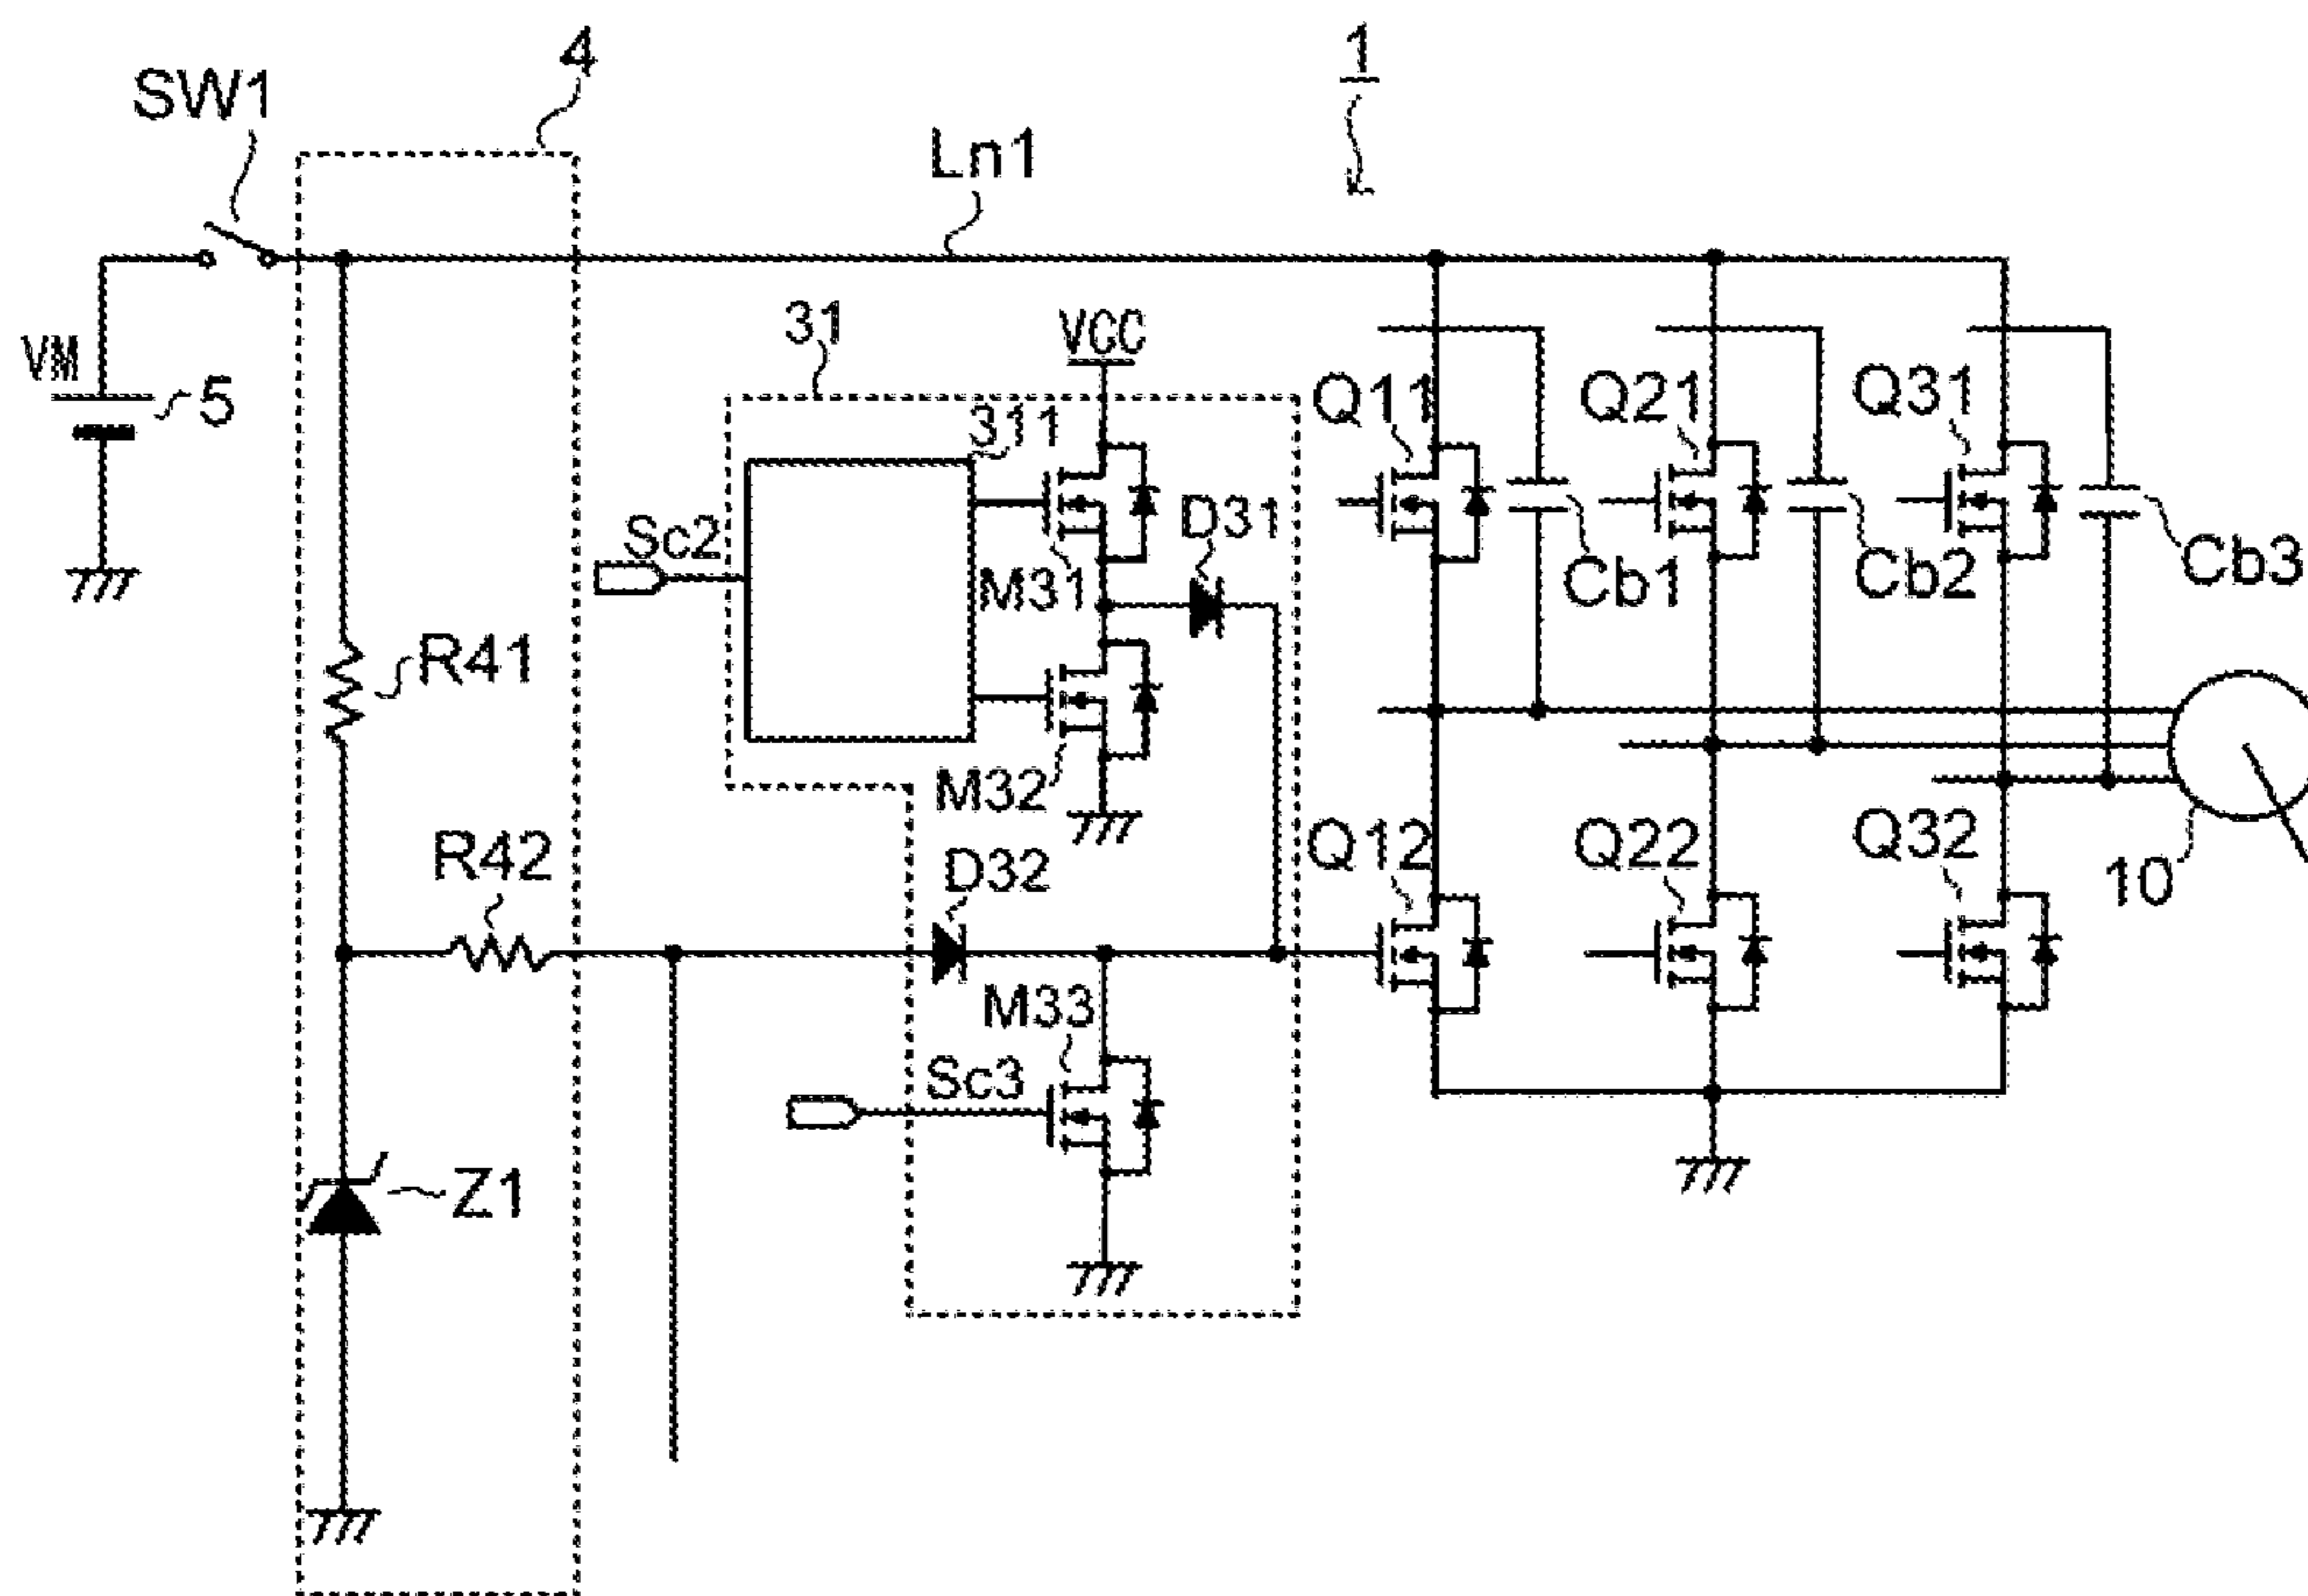 4
1
SW1
Ln1
31
VCC
VM
5
311
Q11
Q21
Q31
Sc2
D31
M31
Cb1
Cb2
Cb3
R41
M32
R42
D32
Q12
Q22
Q32
10
M33
Sc3
Z1